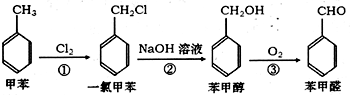 CH₃ CH₂Cl CH₂OH CHO
Cl₂ NaOH 溶液 O₂
① ② ③
甲苯 一氯甲苯 苯甲醇 苯甲醛